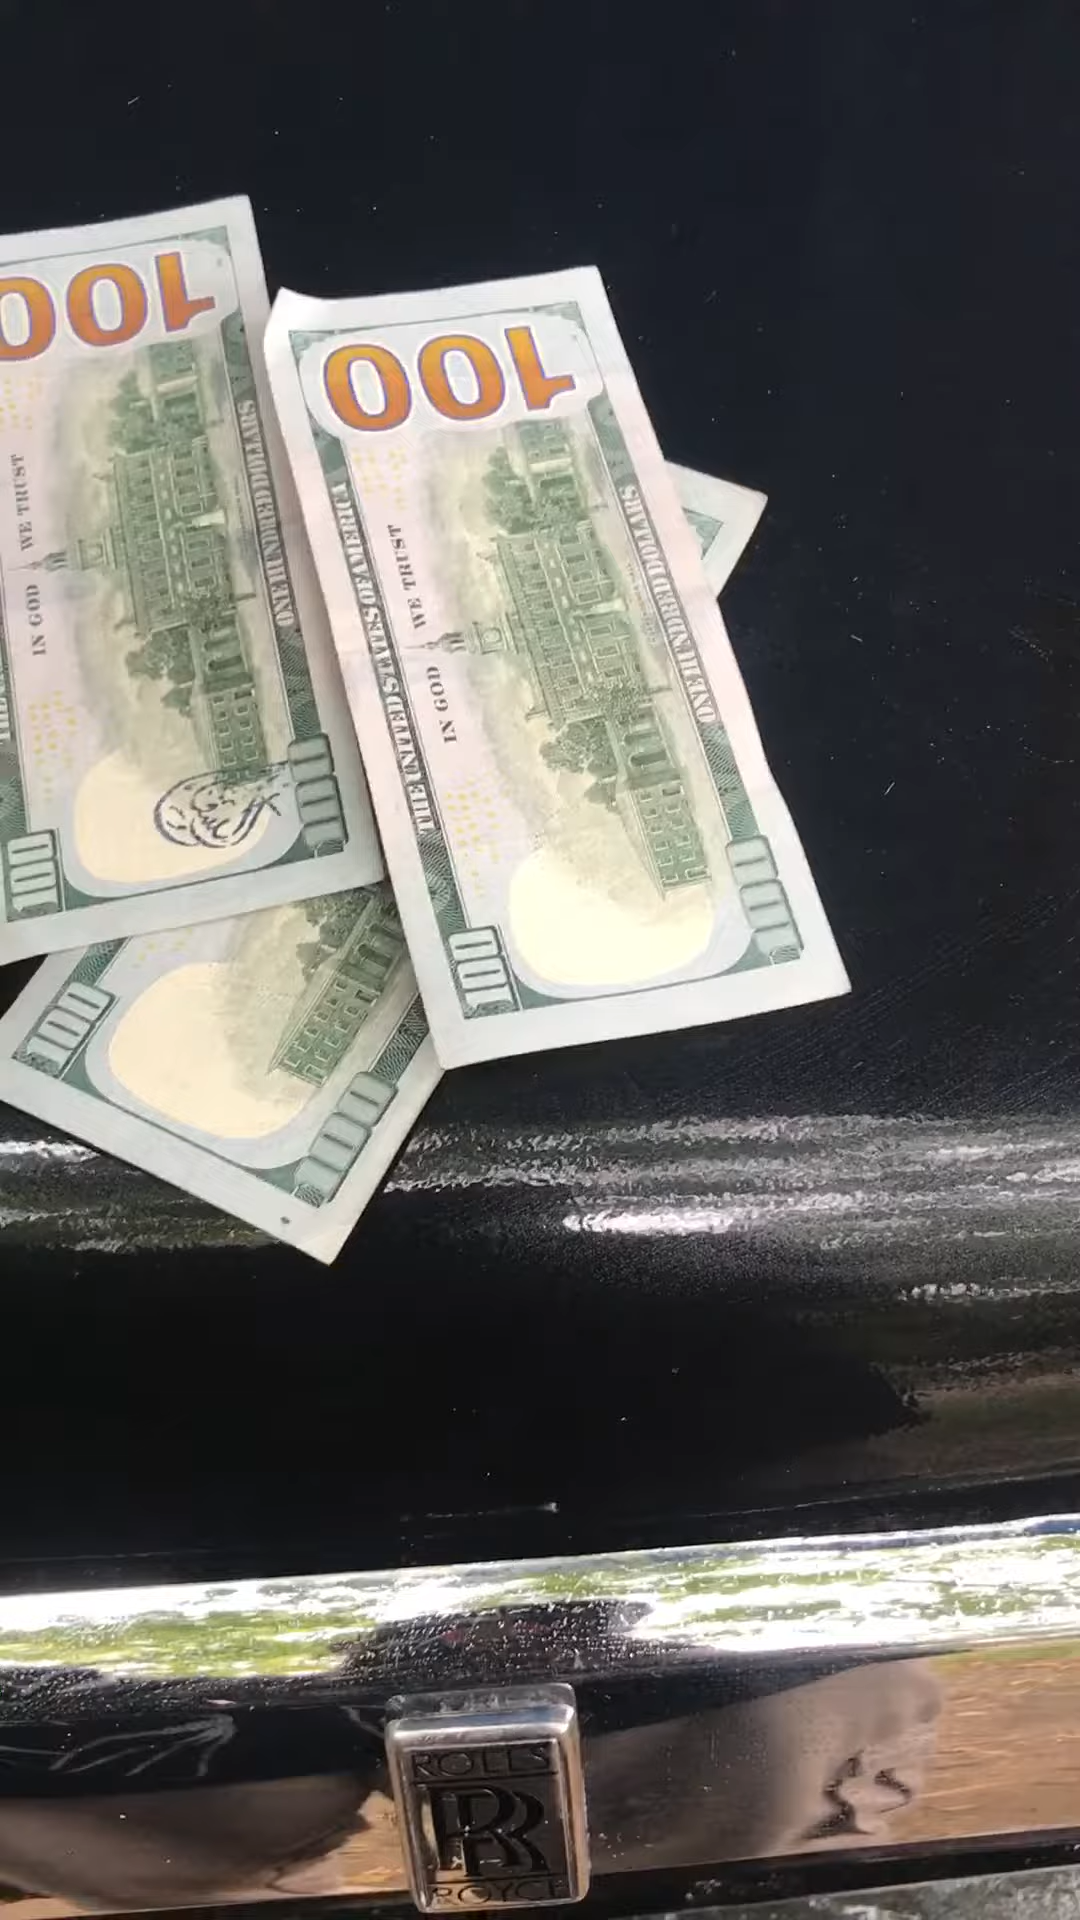 100
IN GOD WE TRUST
ONE HUNDRED DOLLARS
100
100
100
THE UNITED STATES OF AMERICA
IN GOD WE TRUST
ONE HUNDRED DOLLARS
100
100
100
100
ROLLS
RR
ROYCE